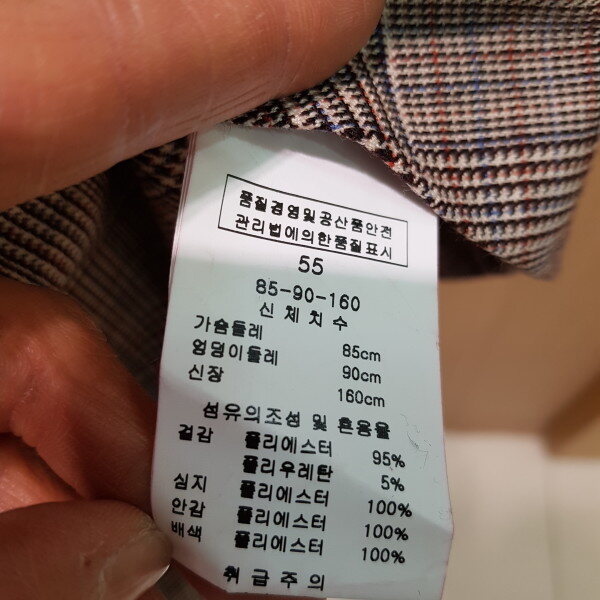 품질경영및공산품안전
관리법에의한품질표시
55
85-90-160
신체치수
가슴둘레 85cm
엉덩이둘레 90cm
신장 160cm
섬유의조성 및 혼용율
겉감 폴리에스터 95%
폴리우레탄 5%
심지 폴리에스터 100%
안감 폴리에스터 100%
배색 폴리에스터 100%
취급주의